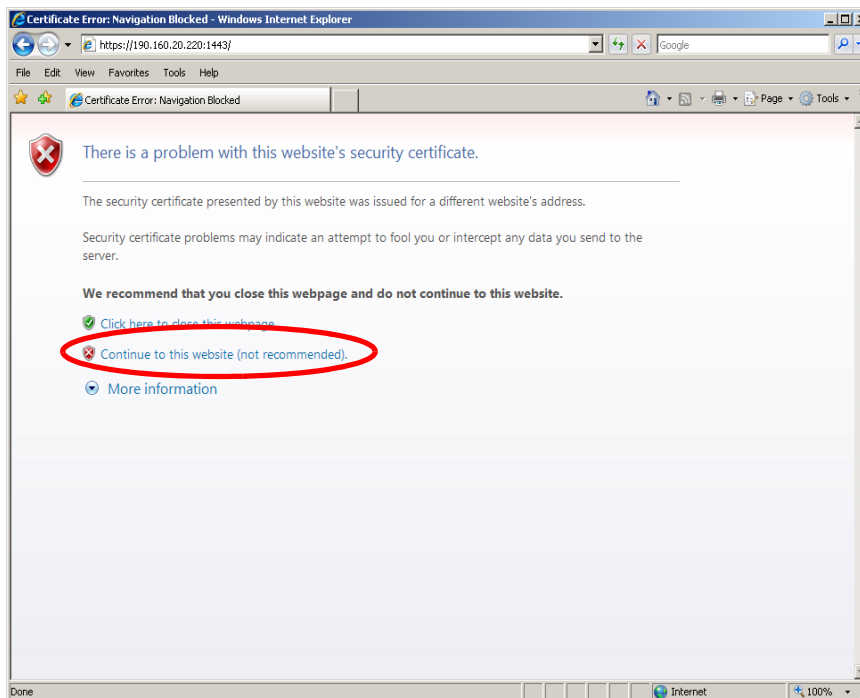 Certificate Error: Navigation Blocked - Windows Internet Explorer
https://190.160.20.220:1443/
Google
File Edit View Favorites Tools Help
Certificate Error: Navigation Blocked
Page
Tools
There is a problem with this website's security certificate.
The security certificate presented by this website was issued for a different website's address.
Security certificate problems may indicate an attempt to fool you or intercept any data you send to the
server.
We recommend that you close this webpage and do not continue to this website.
Click here to close this webpage.
Continue to this website (not recommended).
More information
Done
Internet
100%